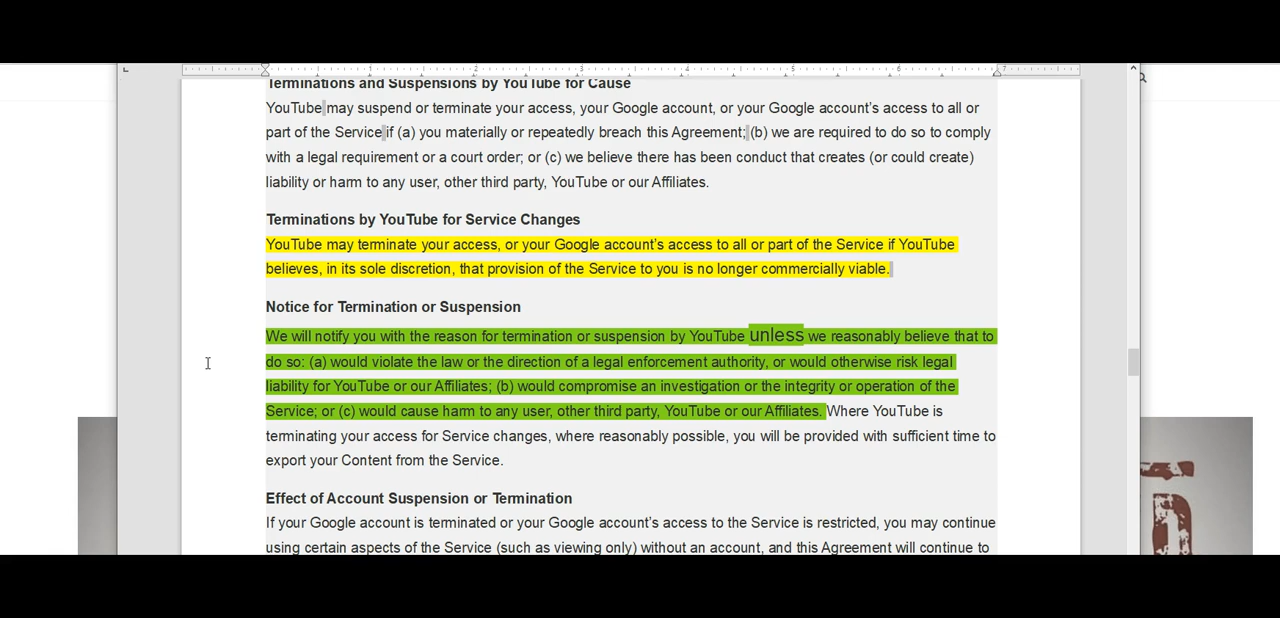 Terminations and Suspensions by YouTube for Cause
YouTube may suspend or terminate your access, your Google account, or your Google account's access to all or
part of the Service if (a) you materially or repeatedly breach this Agreement; (b) we are required to do so to comply
with a legal requirement or a court order; or (c) we believe there has been conduct that creates (or could create)
liability or harm to any user, other third party, YouTube or our Affiliates.
Terminations by YouTube for Service Changes
YouTube may terminate your access, or your Google account's access to all or part of the Service if YouTube
believes, in its sole discretion, that provision of the Service to you is no longer commercially viable.
Notice for Termination or Suspension
We will notify you with the reason for termination or suspension by YouTube unless we reasonably believe that to
do so: (a) would violate the law or the direction of a legal enforcement authority, or would otherwise risk legal
liability for YouTube or our Affiliates; (b) would compromise an investigation or the integrity or operation of the
Service; or (c) would cause harm to any user, other third party, YouTube or our Affiliates. Where YouTube is
terminating your access for Service changes, where reasonably possible, you will be provided with sufficient time to
export your Content from the Service.
Effect of Account Suspension or Termination
If your Google account is terminated or your Google account's access to the Service is restricted, you may continue
using certain aspects of the Service (such as viewing only) without an account, and this Agreement will continue to